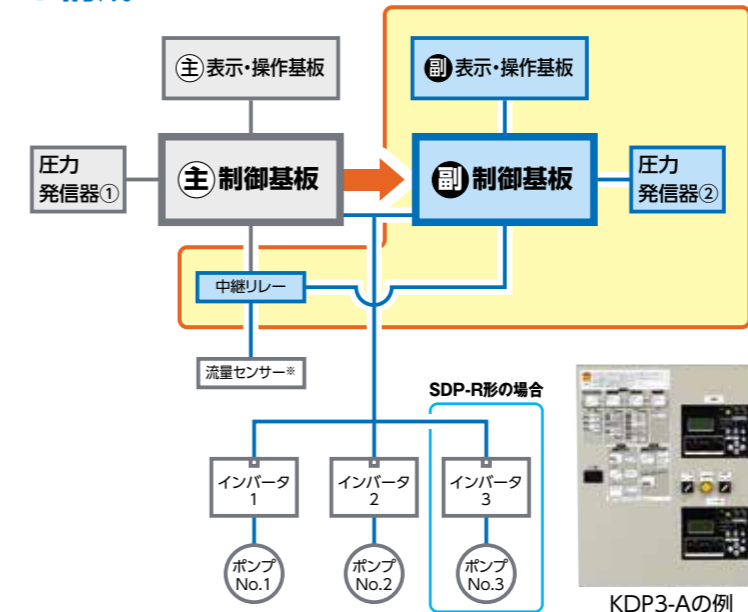 主 表示・操作基板
副 表示・操作基板
圧力
発信器①
主 制御基板
副 制御基板
圧力
発信器②
中継リレー
流量センサー※
SDP-R形の場合
インバータ
1
インバータ
2
インバータ
3
ポンプ
No.1
ポンプ
No.2
ポンプ
No.3
KDP3-Aの例